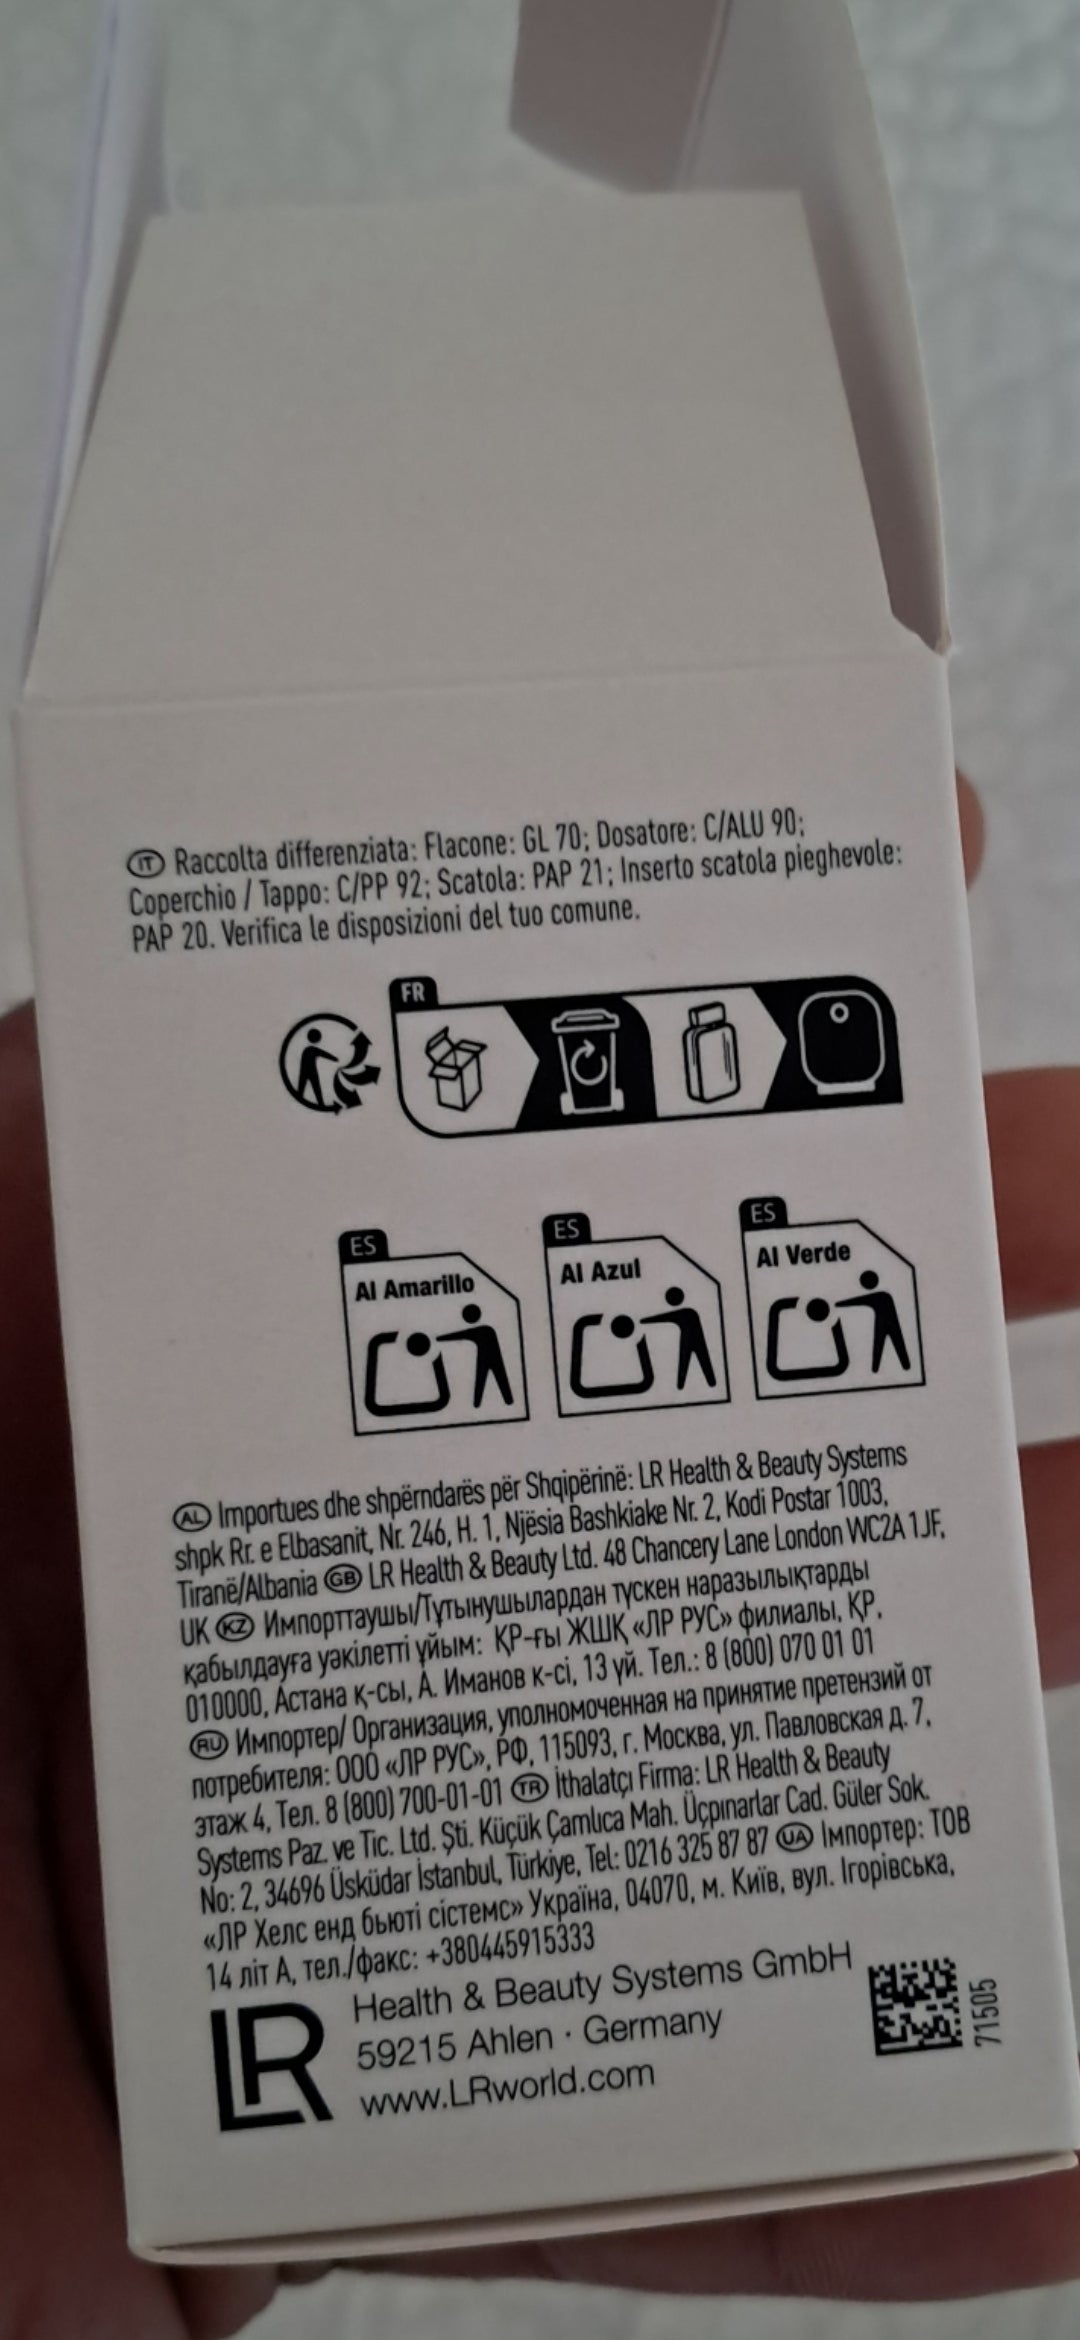 IT Raccolta differenziata: Flacone: GL 70; Dosatore: C/ALU 90;
Coperchio / Tappo: C/PP 92; Scatola: PAP 21; Inserto scatola pieghevole:
PAP 20. Verifica le disposizioni del tuo comune.
FR
ES
Al Amarillo
ES
Al Azul
ES
Al Verde
AL Importues dhe shpërndarës për Shqipërinë: LR Health & Beauty Systems
shpk Rr. e Elbasanit, Nr. 246, H. 1, Njësia Bashkiake Nr. 2, Kodi Postar 1003,
Tiranë/Albania GB LR Health & Beauty Ltd. 48 Chancery Lane London WC2A 1JF,
UK KZ Импорттаушы/Тұтынушылардан түскен наразылықтарды
қабылдауға уәкілетті ұйым: ҚР-ғы ЖШҚ «ЛР РУС» филиалы, ҚР,
010000, Астана қ-сы, А. Иманов к-сі, 13 үй. Тел.: 8 (800) 070 01 01
RU Импортер/ Организация, уполномоченная на принятие претензий от
потребителя: ООО «ЛР РУС», РФ, 115093, г. Москва, ул. Павловская д. 7,
этаж 4, Тел. 8 (800) 700-01-01 TR İthalatçı Firma: LR Health & Beauty
Systems Paz. ve Tic. Ltd. Şti. Küçük Çamlıca Mah. Üçpınarlar Cad. Güler Sok.
No: 2, 34696 Üsküdar İstanbul, Türkiye, Tel: 0216 325 87 87 UA Імпортер: ТОВ
«ЛР Хелс енд бьюті сістемс» Україна, 04070, м. Київ, вул. Ігорівська,
14 літ А, тел./факс: +380445915333
LR
Health & Beauty Systems GmbH
59215 Ahlen · Germany
www.LRworld.com
71505